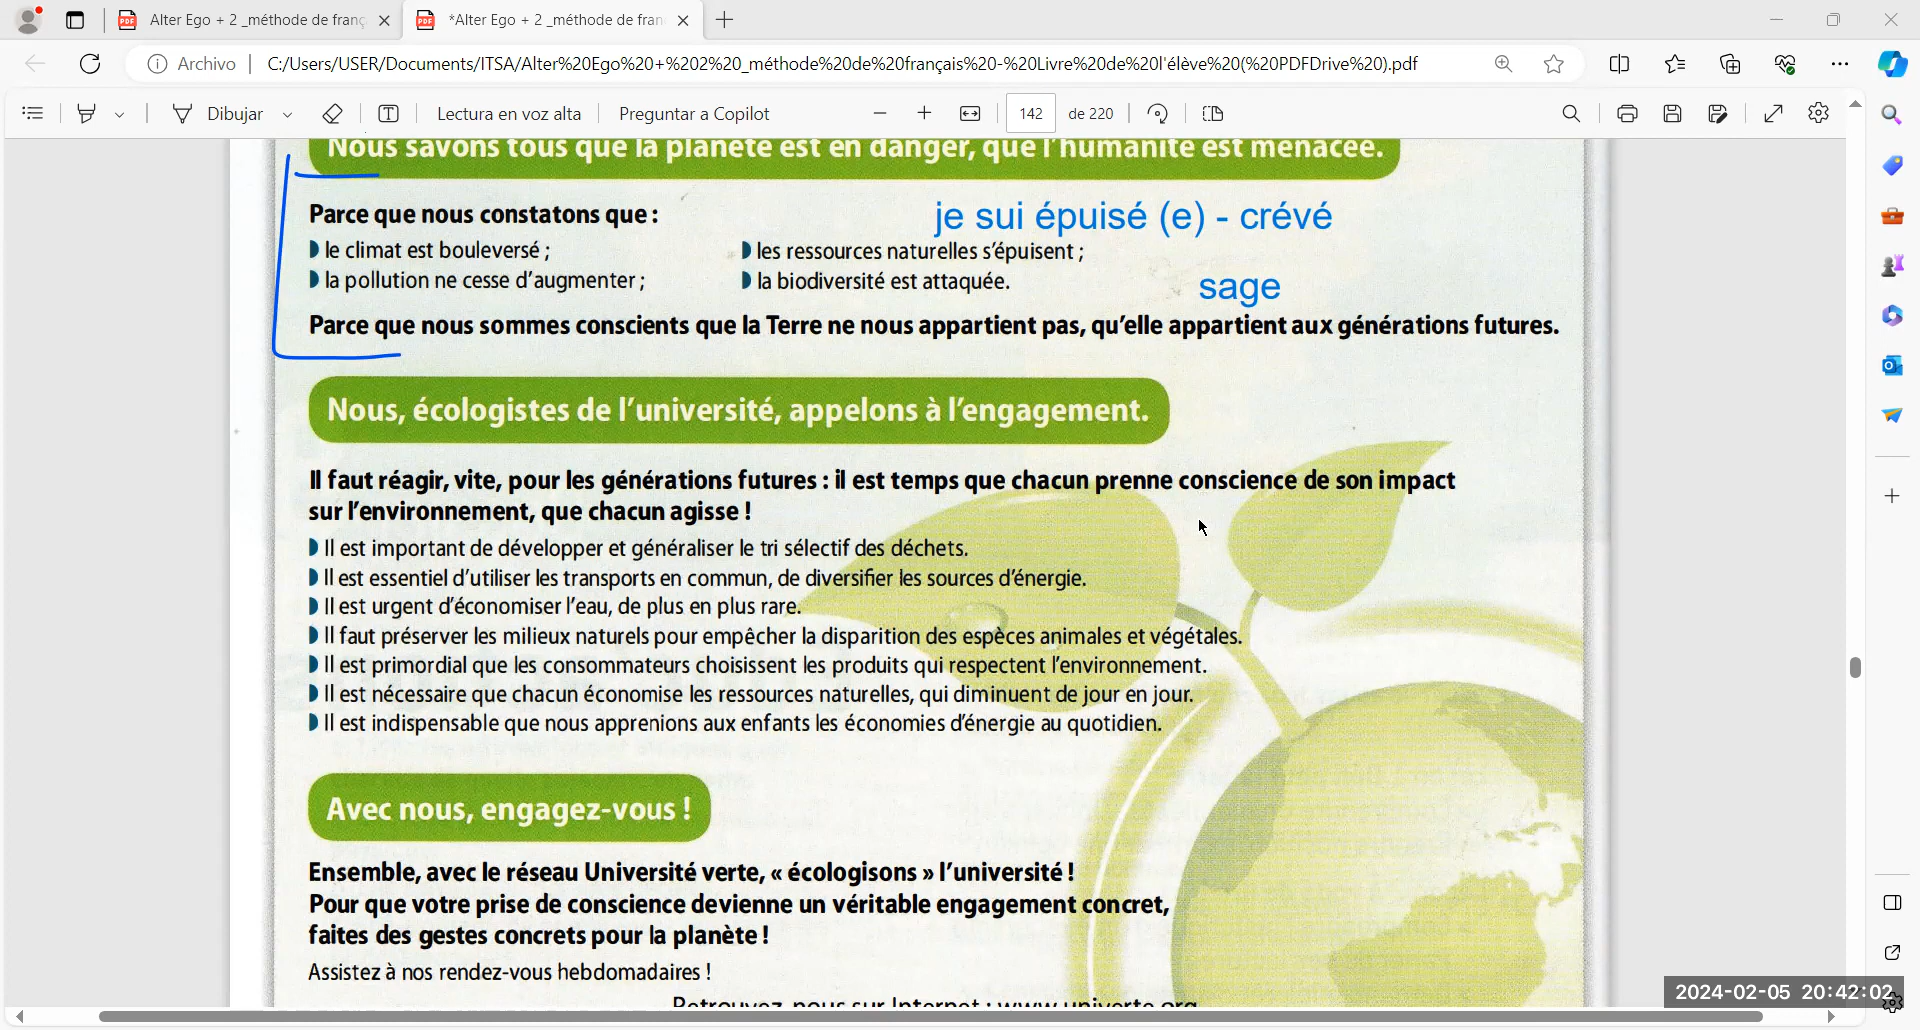 Alter Ego + 2 _méthode de franç
*Alter Ego + 2 _méthode de fran
Archivo
C:/Users/USER/Documents/ITSA/Alter%20Ego%20+%202%20_méthode%20de%20français%20-%20Livre%20de%20l'élève%20(%20PDFDrive%20).pdf
Dibujar
Lectura en voz alta
Preguntar a Copilot
142
de 220
Nous savons tous que la planète est en danger, que l'humanité est menacée.
Parce que nous constatons que :
je sui épuisé (e) - crévé
le climat est bouleversé ;
les ressources naturelles s'épuisent ;
la pollution ne cesse d'augmenter ;
la biodiversité est attaquée.
sage
Parce que nous sommes conscients que la Terre ne nous appartient pas, qu'elle appartient aux générations futures.
Nous, écologistes de l'université, appelons à l'engagement.
Il faut réagir, vite, pour les générations futures : il est temps que chacun prenne conscience de son impact
sur l'environnement, que chacun agisse !
Il est important de développer et généraliser le tri sélectif des déchets.
Il est essentiel d'utiliser les transports en commun, de diversifier les sources d'énergie.
Il est urgent d'économiser l'eau, de plus en plus rare.
Il faut préserver les milieux naturels pour empêcher la disparition des espèces animales et végétales.
Il est primordial que les consommateurs choisissent les produits qui respectent l'environnement.
Il est nécessaire que chacun économise les ressources naturelles, qui diminuent de jour en jour.
Il est indispensable que nous apprenions aux enfants les économies d'énergie au quotidien.
Avec nous, engagez-vous !
Ensemble, avec le réseau Université verte, « écologisons » l'université !
Pour que votre prise de conscience devienne un véritable engagement concret,
faites des gestes concrets pour la planète !
Assistez à nos rendez-vous hebdomadaires !
Retrouvez-nous sur Internet : www.univerte.org
2024-02-05 20:42:02